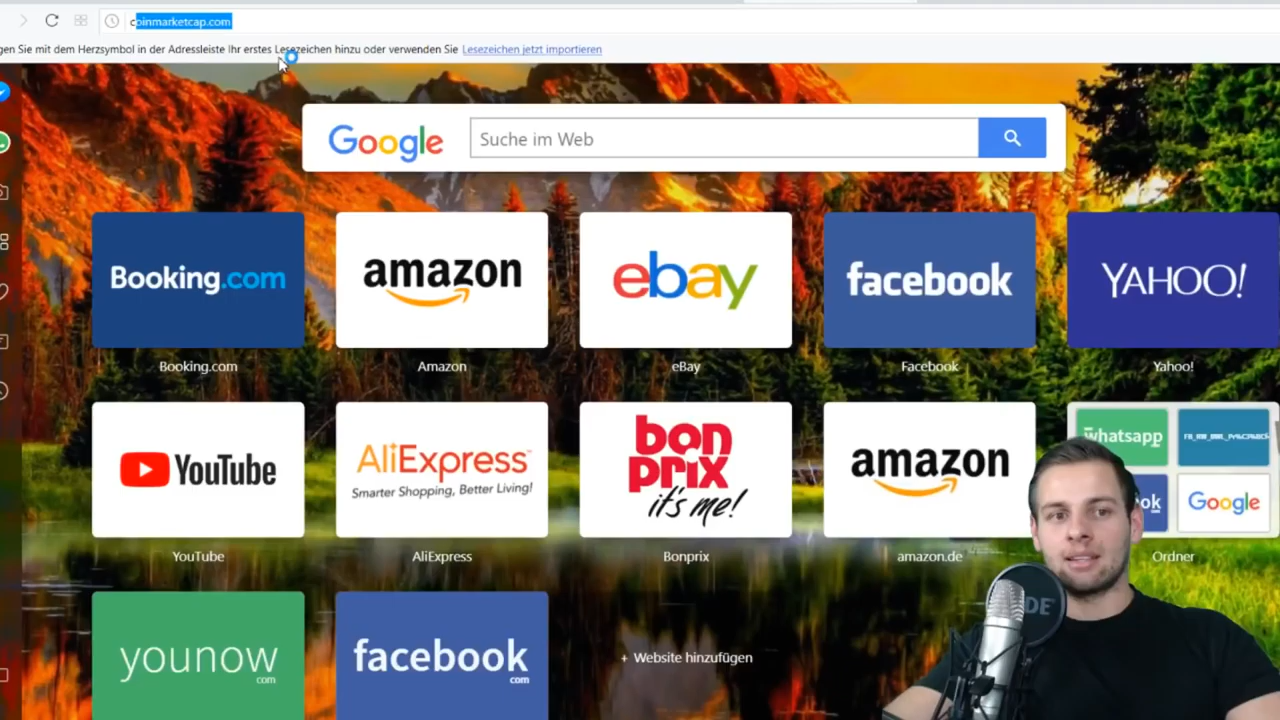 coinmarketcap.com
gen Sie mit dem Herzsymbol in der Adressleiste Ihr erstes Lesezeichen hinzu oder verwenden Sie Lesezeichen jetzt importieren
Google Suche im Web
Booking.com amazon ebay facebook YAHOO!
Booking.com Amazon eBay Facebook Yahoo!
whatsapp
YouTube AliExpress bon prix amazon
Smarter Shopping, Better Living! it's me! ok Google
com
YouTube AliExpress Bonprix amazon.de Ordner
DE
younow facebook + Website hinzufügen
com com